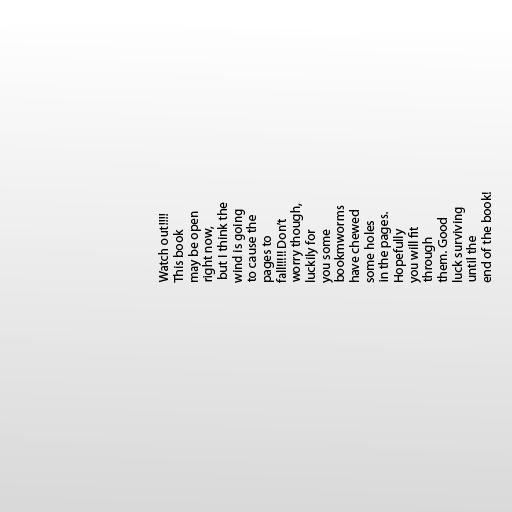 Watch out!!!!
This book
may be open
right now,
but I think the
wind is going
to cause the
pages to
fall!!!!! Don't
worry though,
luckily for
you some
bookmworms
have chewed
some holes
in the pages.
Hopefully
you will fit
through
them. Good
luck surviving
until the
end of the book!